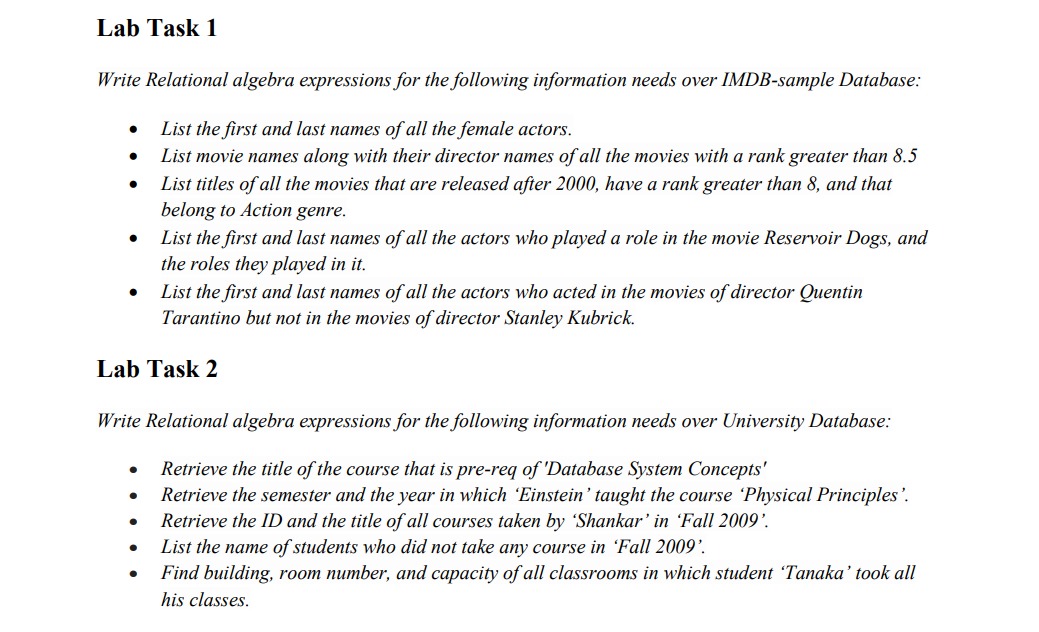 Lab Task 1
Write Relational algebra expressions for the following information needs over IMDB-sample Database:
• List the first and last names of all the female actors.
• List movie names along with their director names of all the movies with a rank greater than 8.5
• List titles of all the movies that are released after 2000, have a rank greater than 8, and that
belong to Action genre.
• List the first and last names of all the actors who played a role in the movie Reservoir Dogs, and
the roles they played in it.
• List the first and last names of all the actors who acted in the movies of director Quentin
Tarantino but not in the movies of director Stanley Kubrick.
Lab Task 2
Write Relational algebra expressions for the following information needs over University Database:
• Retrieve the title of the course that is pre-req of 'Database System Concepts'
• Retrieve the semester and the year in which ‘Einstein’ taught the course ‘Physical Principles’.
• Retrieve the ID and the title of all courses taken by ‘Shankar’ in ‘Fall 2009’.
• List the name of students who did not take any course in ‘Fall 2009’.
• Find building, room number, and capacity of all classrooms in which student ‘Tanaka’ took all
his classes.